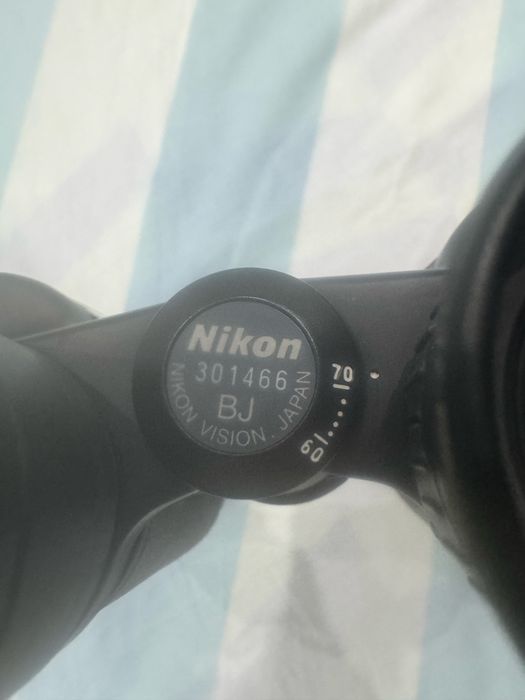 Nikon
301466
BJ
NIKON VISION. JAPAN
70
60